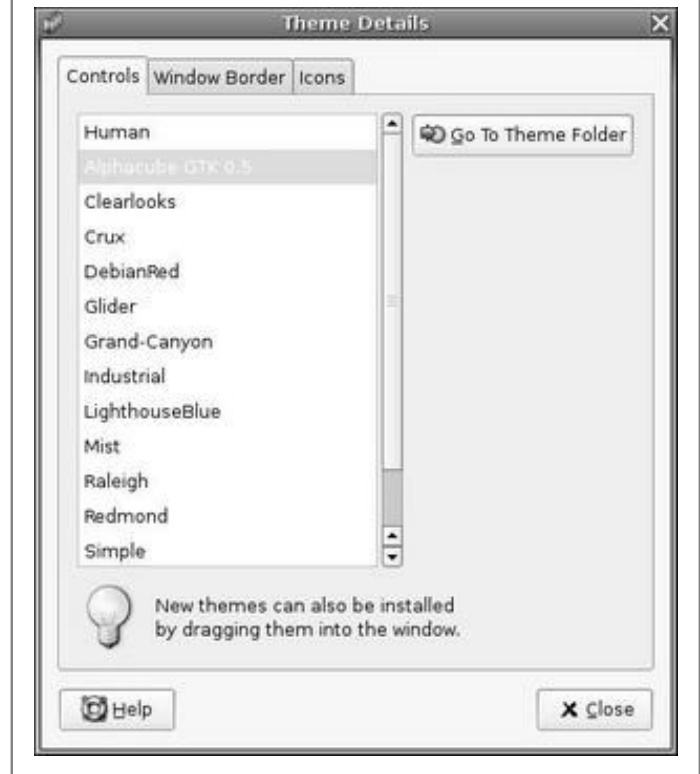 Theme Details
Controls Window Border Icons
Human
Alphacube GTK 0.5
Clearlooks
Crux
DebianRed
Glider
Grand-Canyon
Industrial
LighthouseBlue
Mist
Raleigh
Redmond
Simple
Go To Theme Folder
New themes can also be installed
by dragging them into the window.
Help
Close